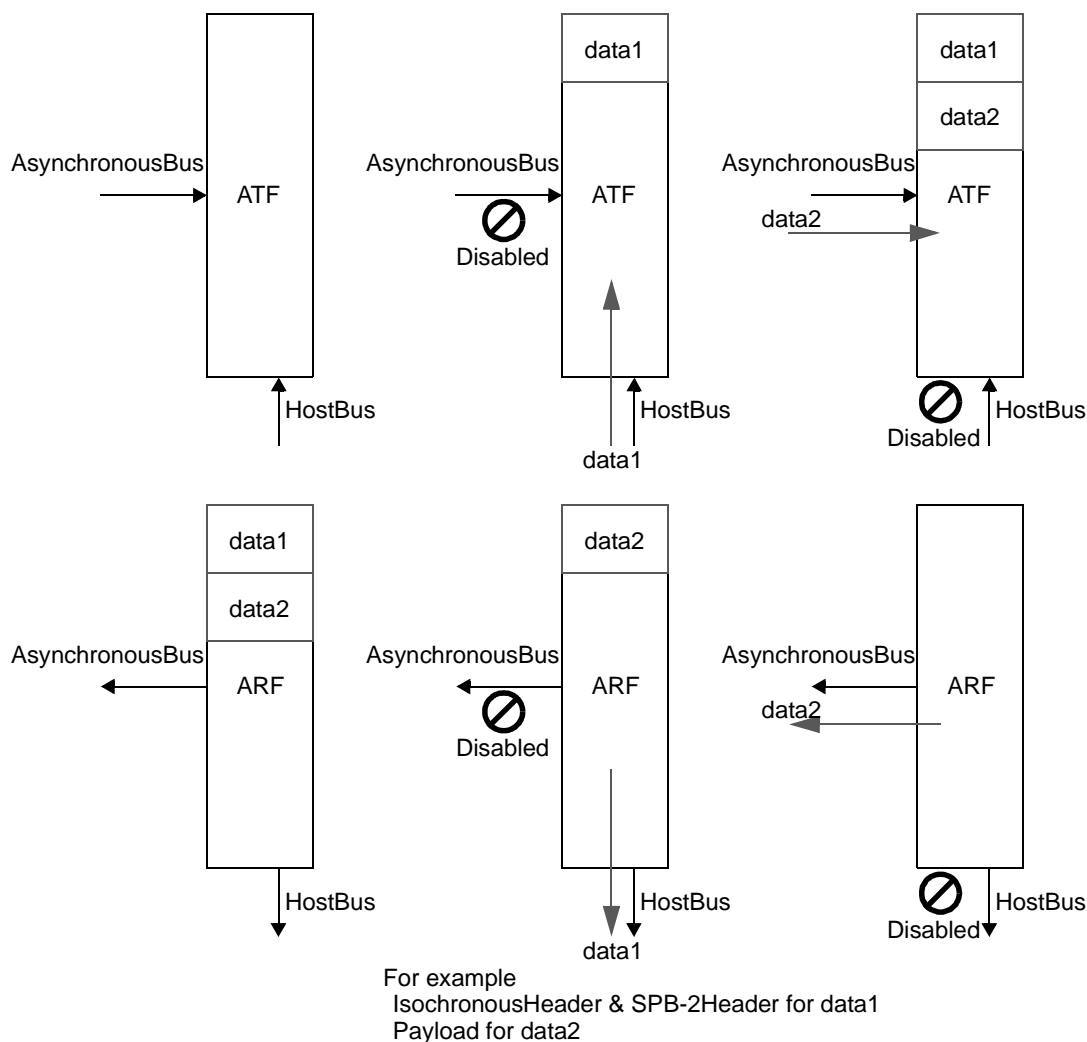 data1
data1
data2
AsynchronousBus
ATF
AsynchronousBus
ATF
AsynchronousBus
ATF
data2
Disabled
HostBus
HostBus
Disabled
HostBus
data1
data1
data2
data2
AsynchronousBus
ARF
AsynchronousBus
ARF
AsynchronousBus
ARF
data2
Disabled
HostBus
HostBus
Disabled
HostBus
data1
For example
IsochronousHeader & SPB-2Header for data1
Payload for data2